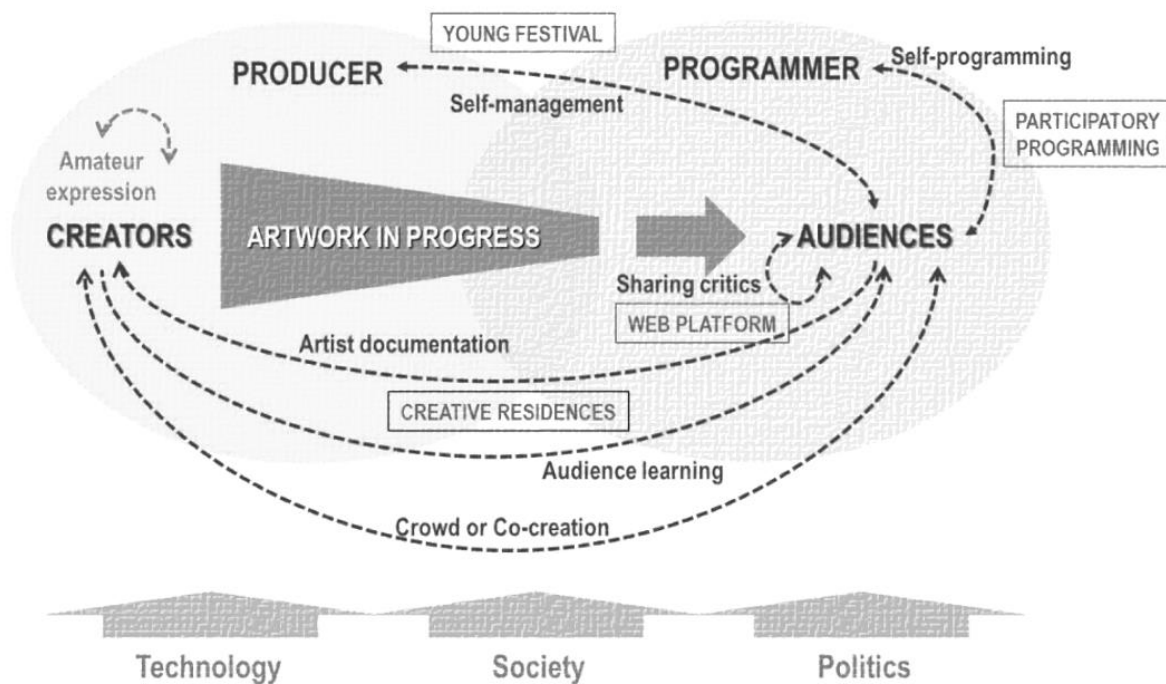 YOUNG FESTIVAL
PRODUCER
PROGRAMMER
Self-programming
Self-management
PARTICIPATORY
PROGRAMMING
Amateur
expression
CREATORS
ARTWORK IN PROGRESS
AUDIENCES
Sharing critics
WEB PLATFORM
Artist documentation
CREATIVE RESIDENCES
Audience learning
Crowd or Co-creation
Technology
Society
Politics